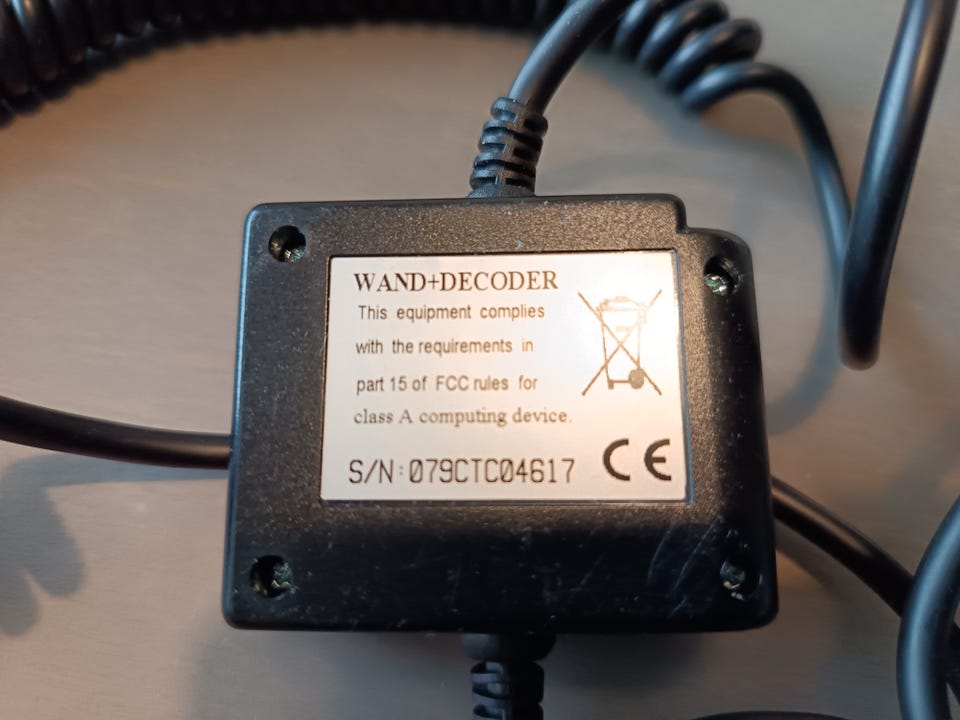 WAND+DECODER
This equipment complies
with the requirements in
part 15 of FCC rules for
class A computing device.
S/N:079CTC04617 CE